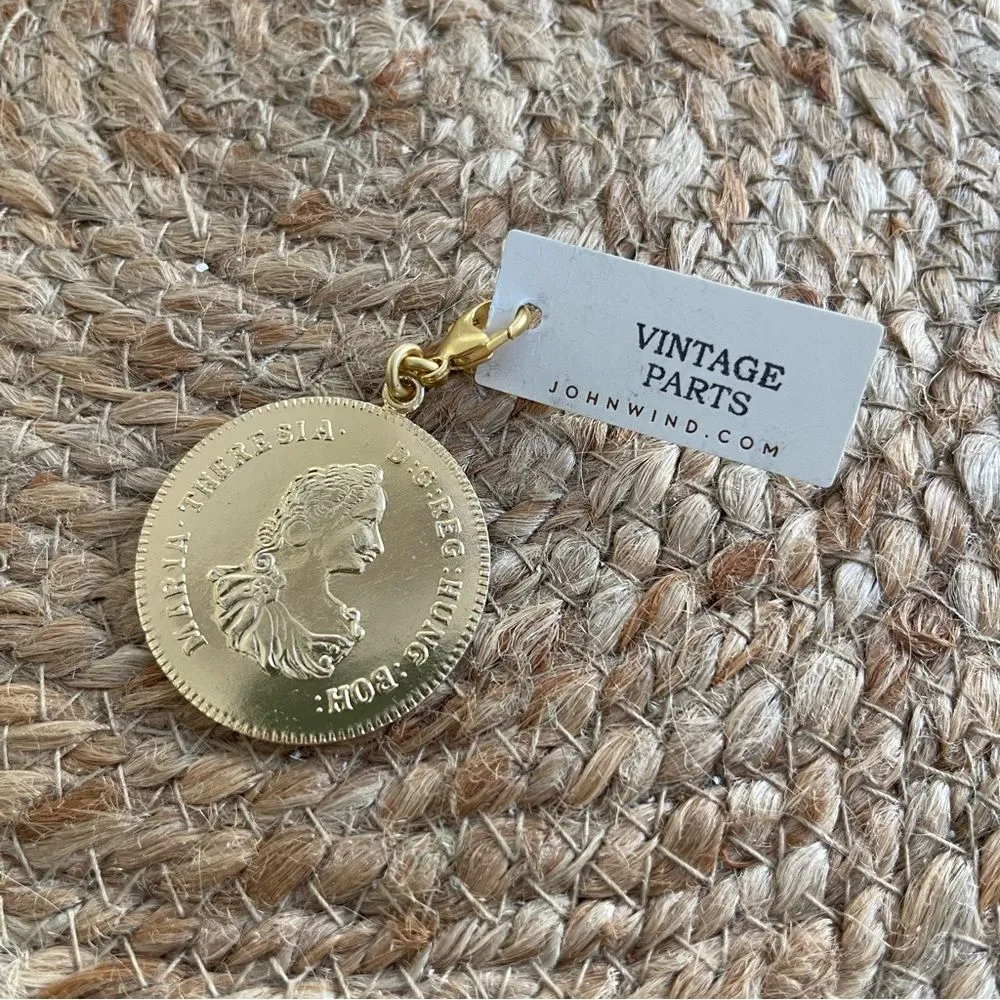 MARIA · THERESIA · D:G:REG:HUNG:BOH:
VINTAGE
PARTS
JOHNWIND.COM